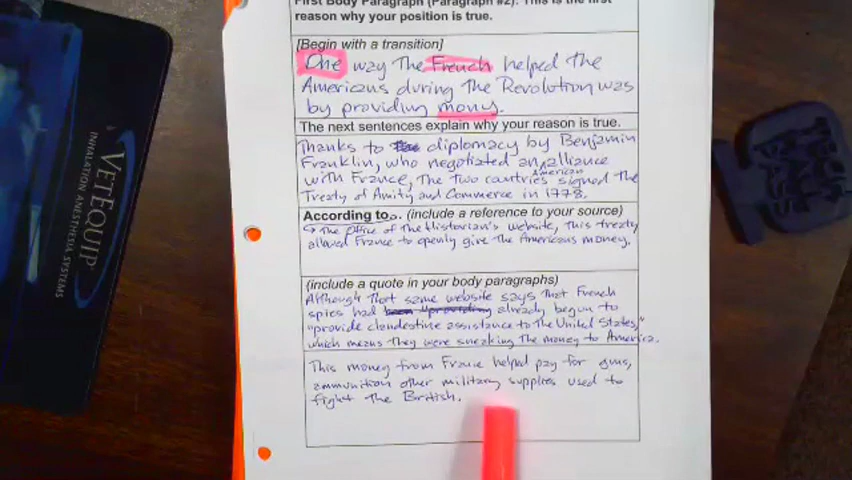 First Body Paragraph (Paragraph #2). This is the first
reason why your position is true.
[Begin with a transition]
One way the French helped the
Americans during the Revolution was
by providing mony.
The next sentences explain why your reason is true.
Thanks to diplomacy by Benjamin
Franklin, who negotiated an alliance
with France, the two cantries American signed the
Treaty of Amity and Commerce in 1778.
According to... (include a reference to your source)
the Office of the Historian's website, this treaty
allowed France to openly give the Americans money.
(include a quote in your body paragraphs)
Although that same website says that French
spies had been "providing already begun to
"provide clandestine assistance to the United States,"
which means they were sneaking the money to America.
This money from France helped pay for guns,
ammunition other military supplies used to
fight the British.
VETEQUIP
INHALATION ANESTHESIA SYSTEMS